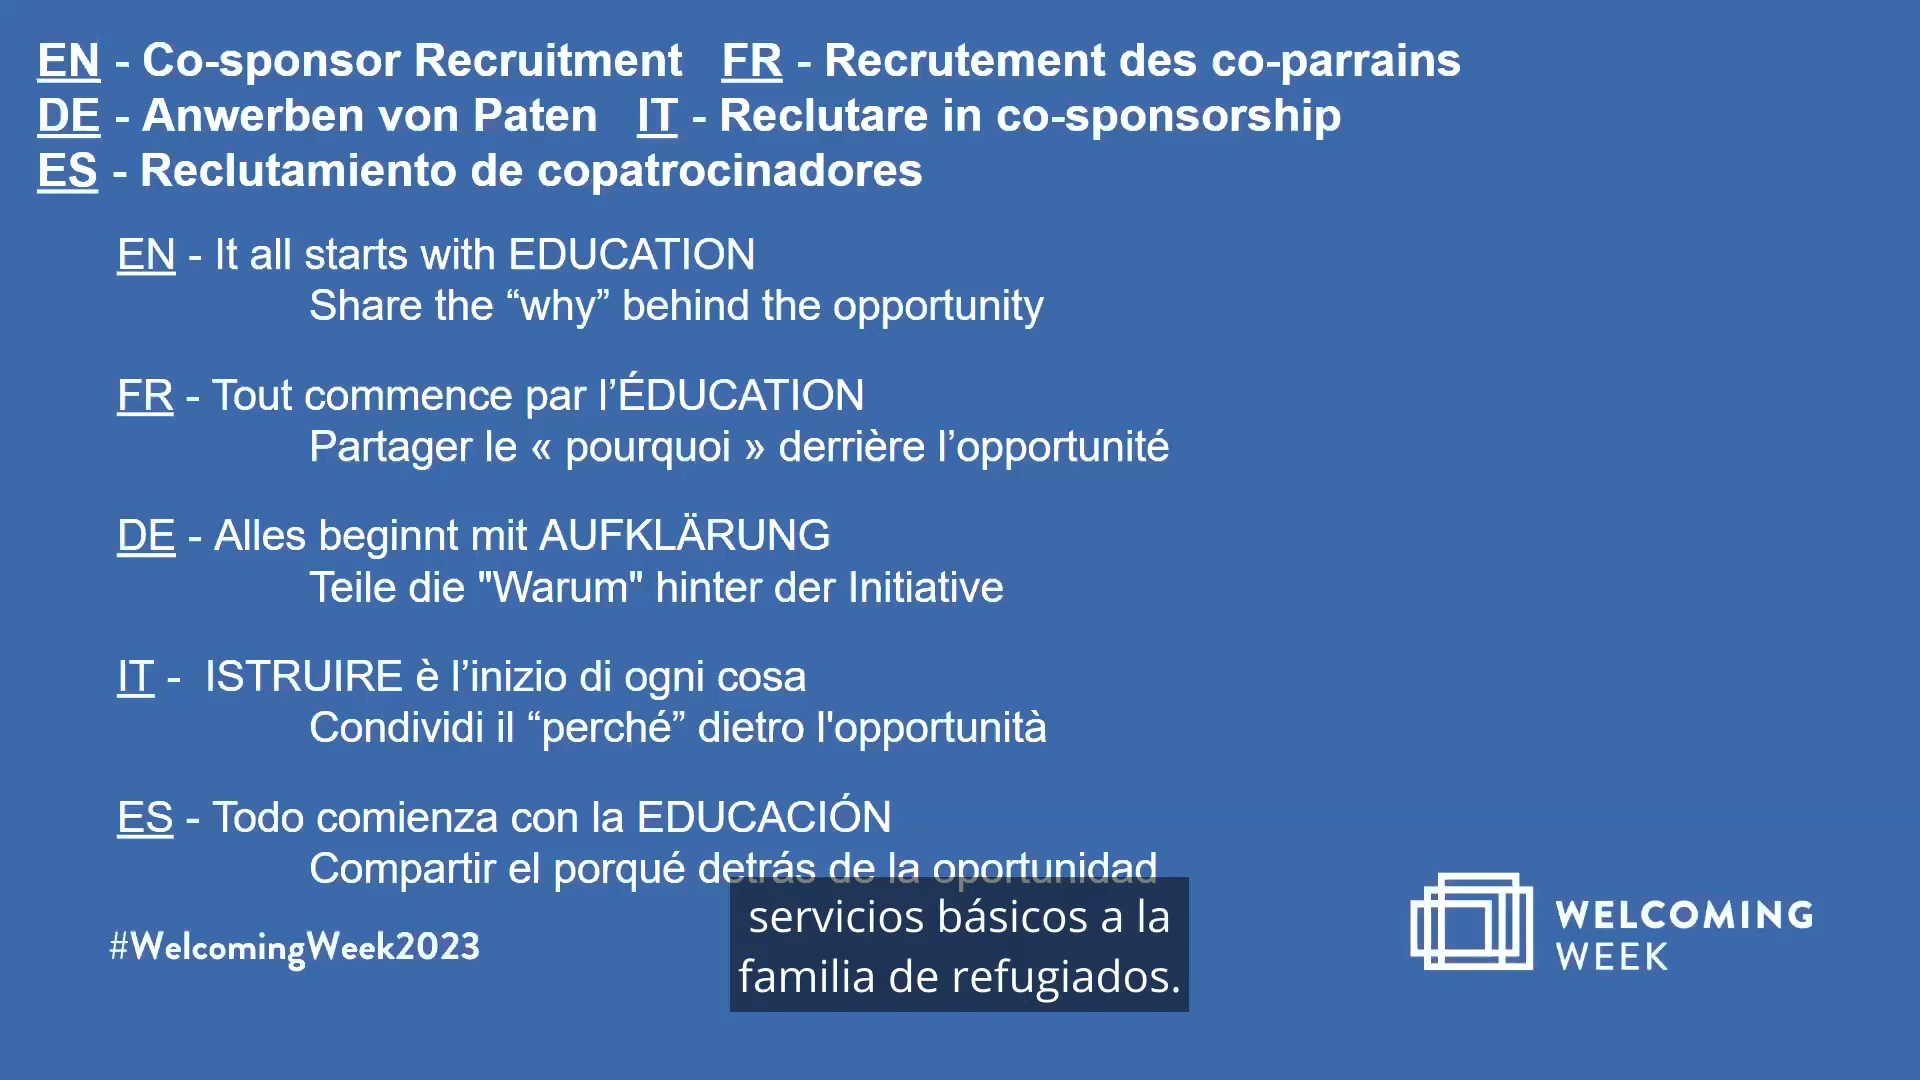 EN - Co-sponsor Recruitment FR - Recrutement des co-parrains
DE - Anwerben von Paten IT - Reclutare in co-sponsorship
ES - Reclutamiento de copatrocinadores
EN - It all starts with EDUCATION
Share the “why” behind the opportunity
FR - Tout commence par l’ÉDUCATION
Partager le « pourquoi » derrière l’opportunité
DE - Alles beginnt mit AUFKLÄRUNG
Teile die "Warum" hinter der Initiative
IT - ISTRUIRE è l’inizio di ogni cosa
Condividi il “perché” dietro l'opportunità
ES - Todo comienza con la EDUCACIÓN
Compartir el porqué detrás de la oportunidad
servicios básicos a la
familia de refugiados.
#WelcomingWeek2023
WELCOMING
WEEK